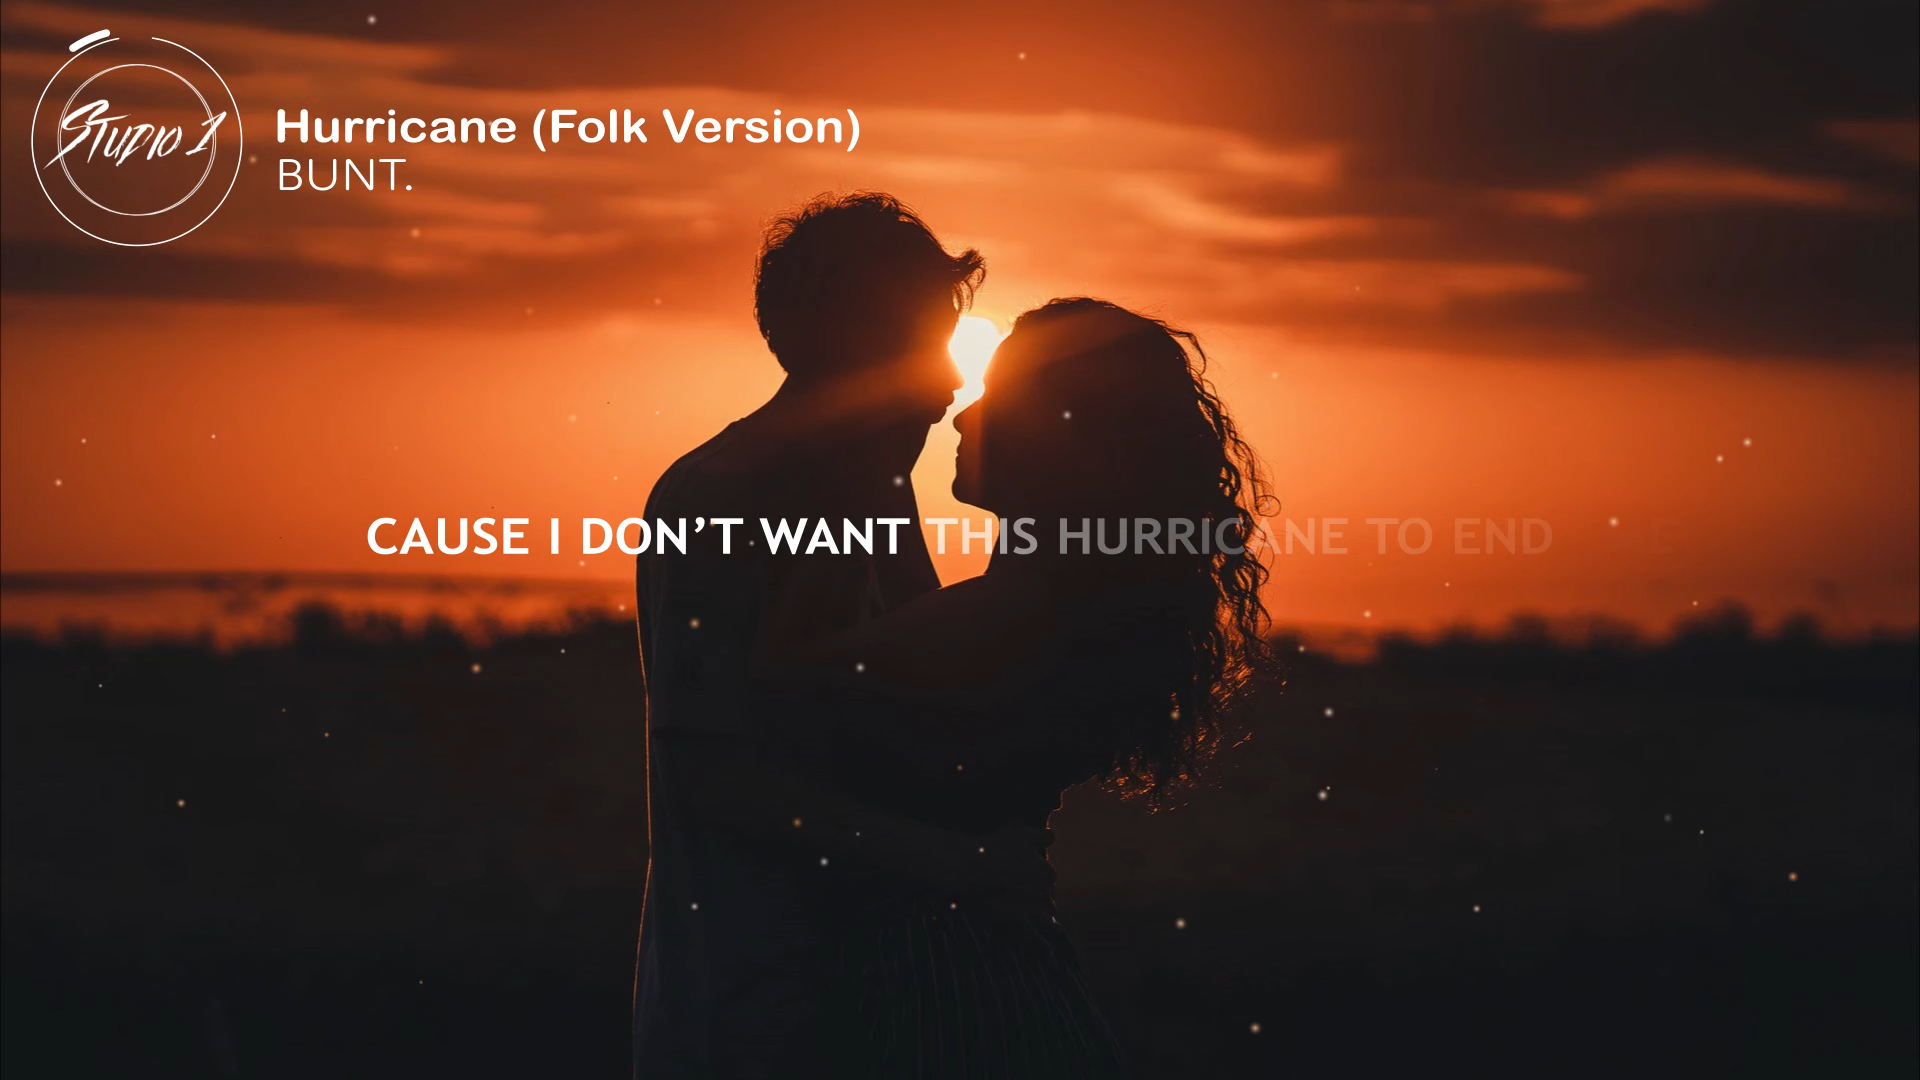 STUDIO 1
Hurricane (Folk Version)
BUNT.
CAUSE I DON’T WANT THIS HURRICANE TO END